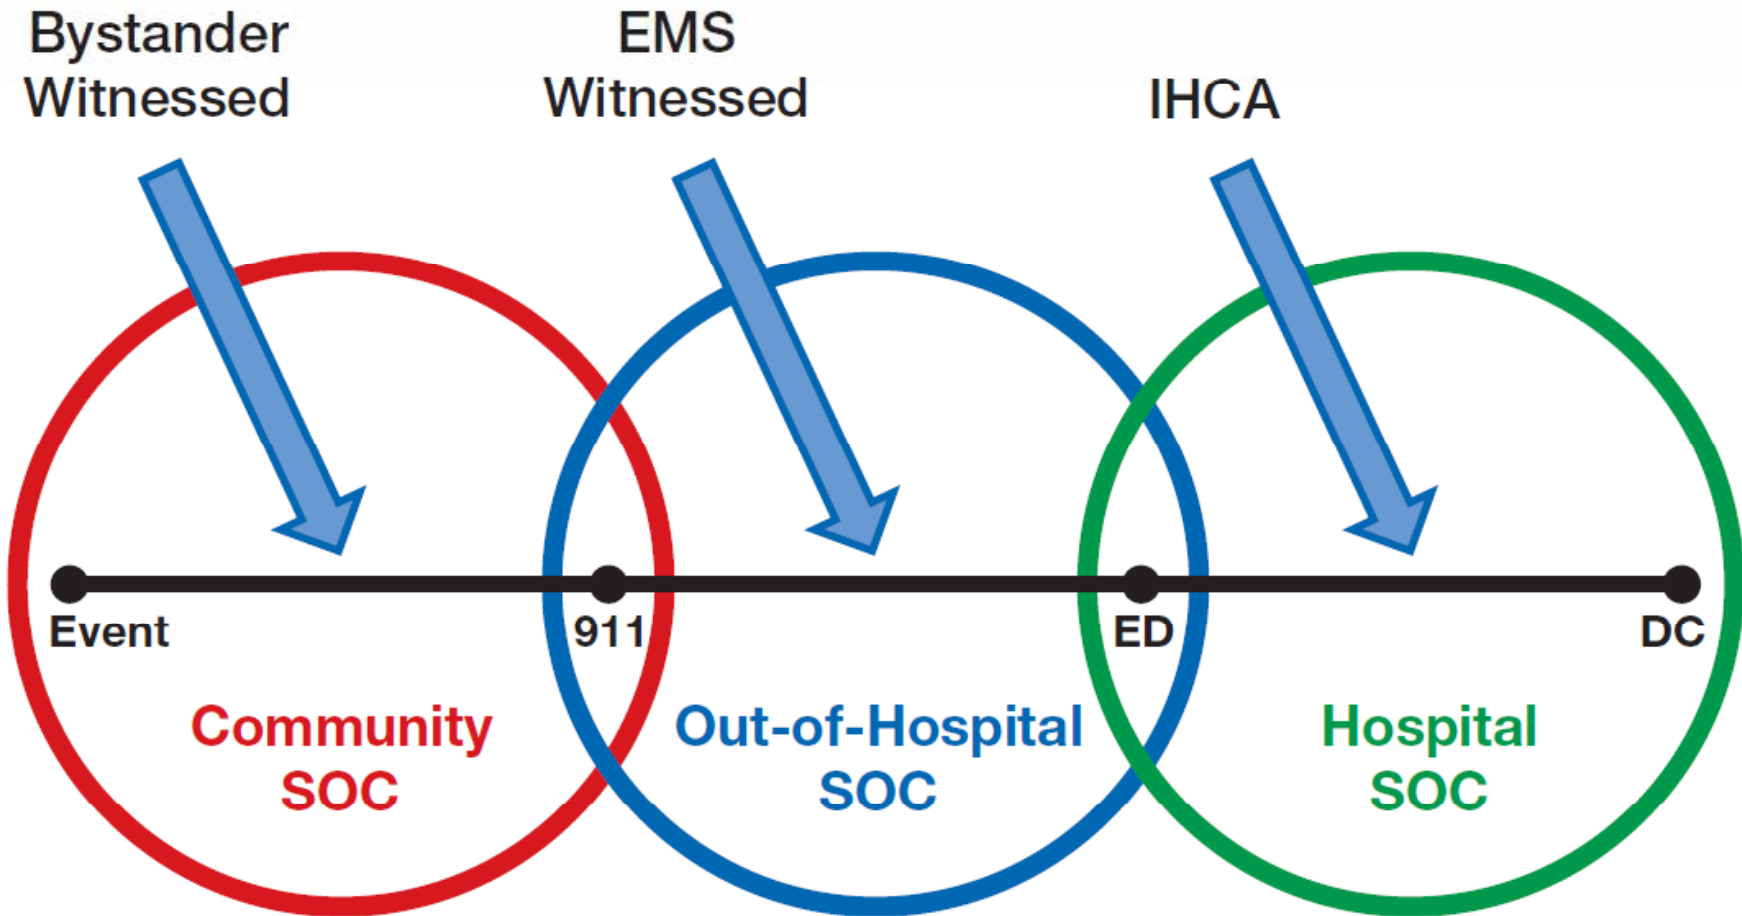 Bystander
Witnessed
EMS
Witnessed
IHCA
Event
911
ED
DC
Community
SOC
Out-of-Hospital
SOC
Hospital
SOC